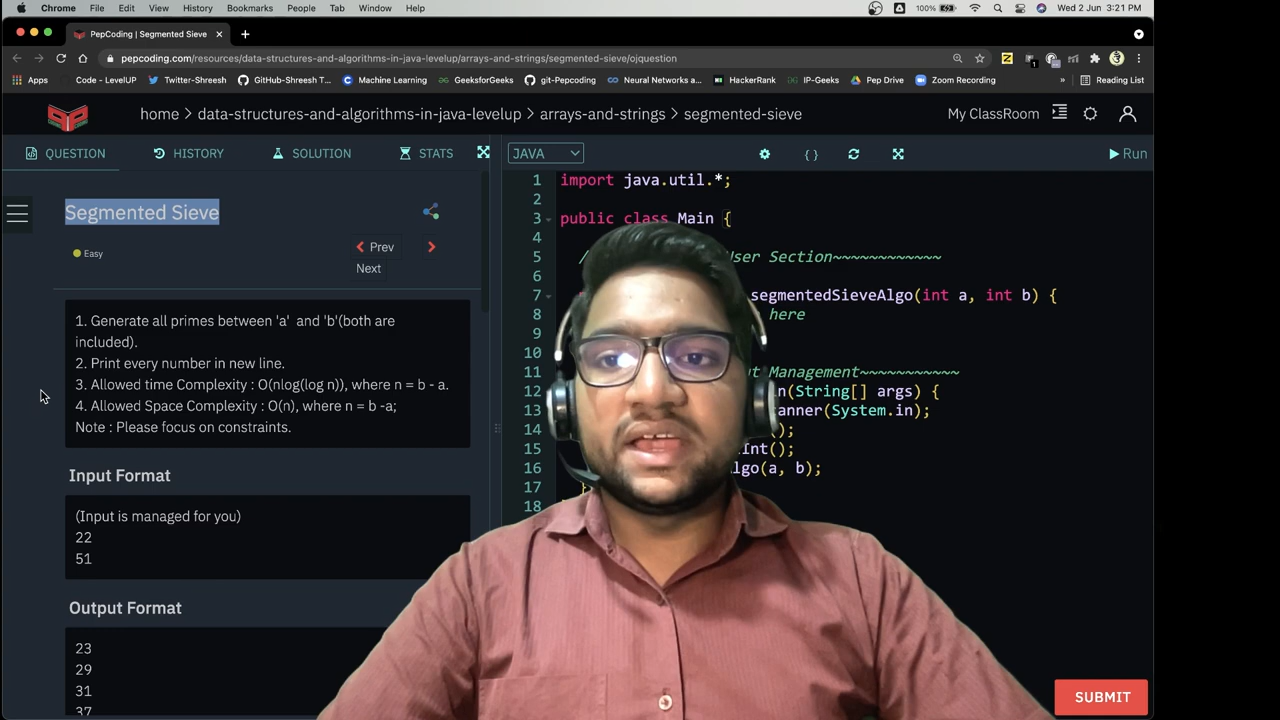 Chrome File Edit View History Bookmarks People Tab Window Help 100% Wed 2 Jun 3:21 PM
PepCoding | Segmented Sieve
pepcoding.com/resources/data-structures-and-algorithms-in-java-levelup/arrays-and-strings/segmented-sieve/ojquestion
Apps Code - LevelUP Twitter-Shreesh GitHub-Shreesh T... Machine Learning GeeksforGeeks git-Pepcoding Neural Networks a... HackerRank IP-Geeks Pep Drive Zoom Recording » Reading List
home > data-structures-and-algorithms-in-java-levelup > arrays-and-strings > segmented-sieve My ClassRoom
QUESTION HISTORY SOLUTION STATS JAVA { } Run
Segmented Sieve
Easy
Prev
Next
1. Generate all primes between 'a' and 'b'(both are
included).
2. Print every number in new line.
3. Allowed time Complexity : O(nlog(log n)), where n = b - a.
4. Allowed Space Complexity : O(n), where n = b -a;
Note : Please focus on constraints.
Input Format
(Input is managed for you)
22
51
Output Format
23
29
31
37
1 import java.util.*;
2
3 public class Main {
4
5 / User Section~~~~~~~~~~~~
6
7 segmentedSieveAlgo(int a, int b) {
8 here
9
10
11 Management~~~~~~~~~~~
12 (String[] args) {
13 (System.in);
14 ();
15 ();
16 (a, b);
17 }
18
SUBMIT